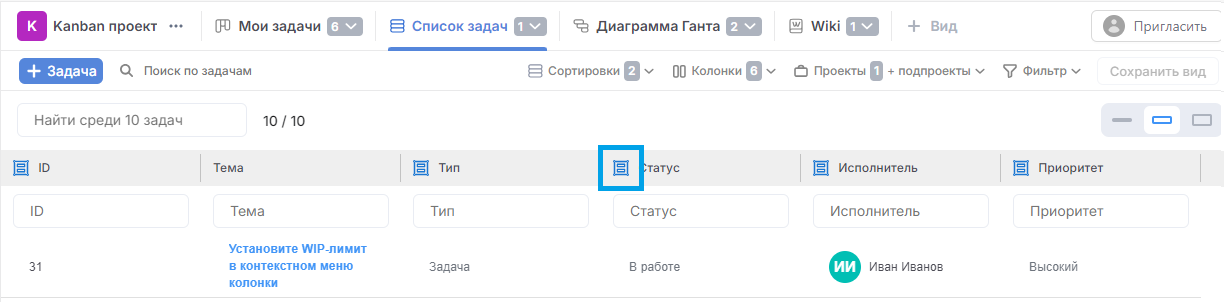 K Kanban проект ··· Мои задачи 6 Список задач 1 Диаграмма Ганта 2 Wiki 1 + Вид Пригласить
+ Задача Поиск по задачам Сортировки 2 Колонки 6 Проекты 1 + подпроекты Фильтр Сохранить вид
Найти среди 10 задач 10 / 10
ID Тема Тип Статус Исполнитель Приоритет
ID Тема Тип Статус Исполнитель Приоритет
31 Установите WIP-лимит в контекстном меню колонки Задача В работе ИИ Иван Иванов Высокий